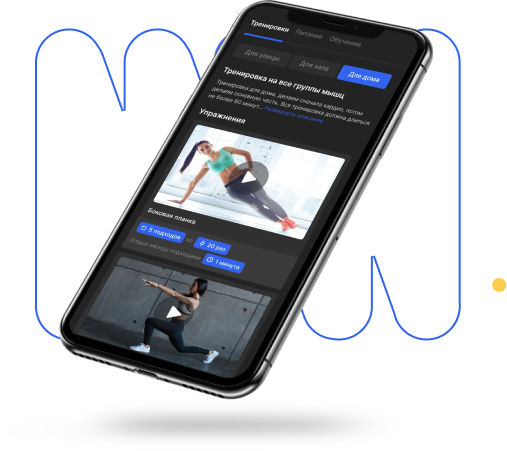 Тренировки Питание Обучение
Для улицы Для зала Для дома
Тренировка на все группы мышц
Тренировка для дома, делаем сначала кардио, потом
делаем основную часть. Вся тренировка должна длиться
не более 60 минут... Развернуть описание
Упражнения
Боковая планка
5 подходов по 20 раз
Отдых между подходами 1 минута